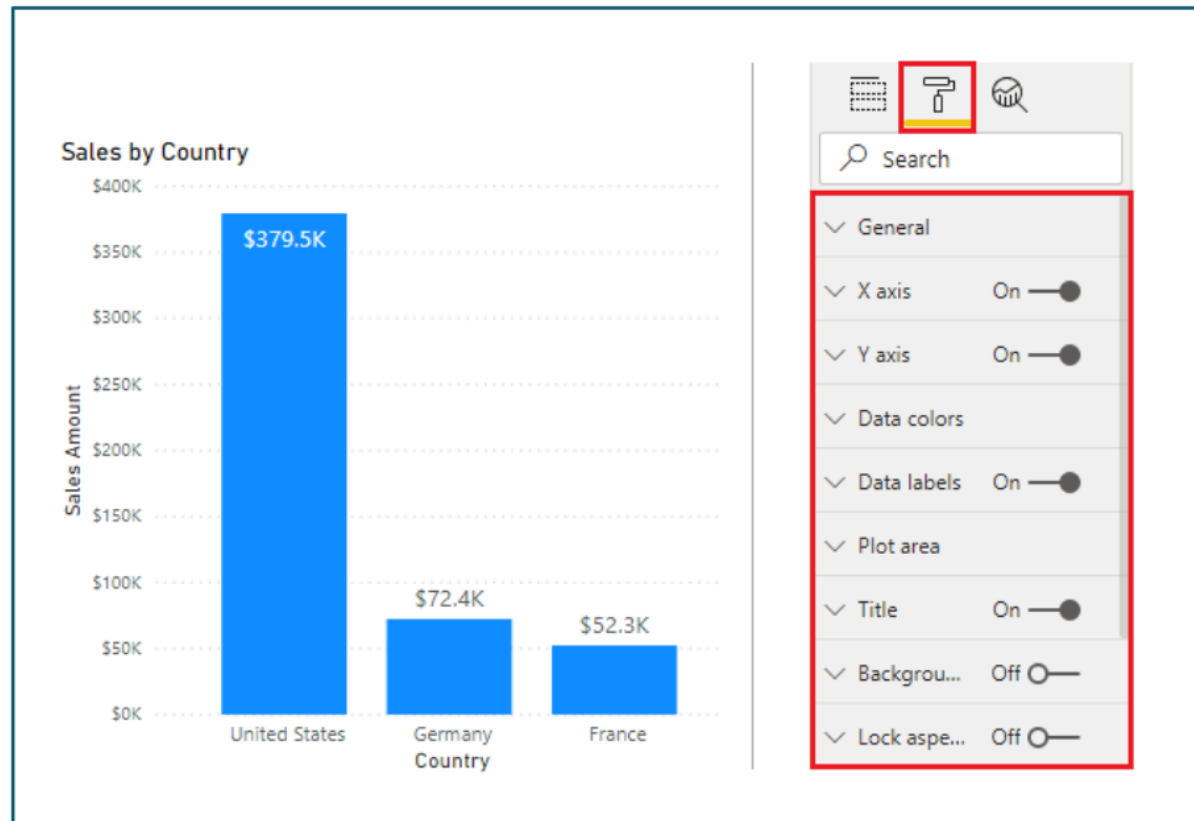 Sales by Country
$400K
$350K
$300K
$250K
$200K
$150K
$100K
$50K
$0K
Sales Amount
$379.5K
$72.4K
$52.3K
United States
Germany
France
Country
Search
General
X axis On
Y axis On
Data colors
Data labels On
Plot area
Title On
Backgrou... Off
Lock aspe... Off